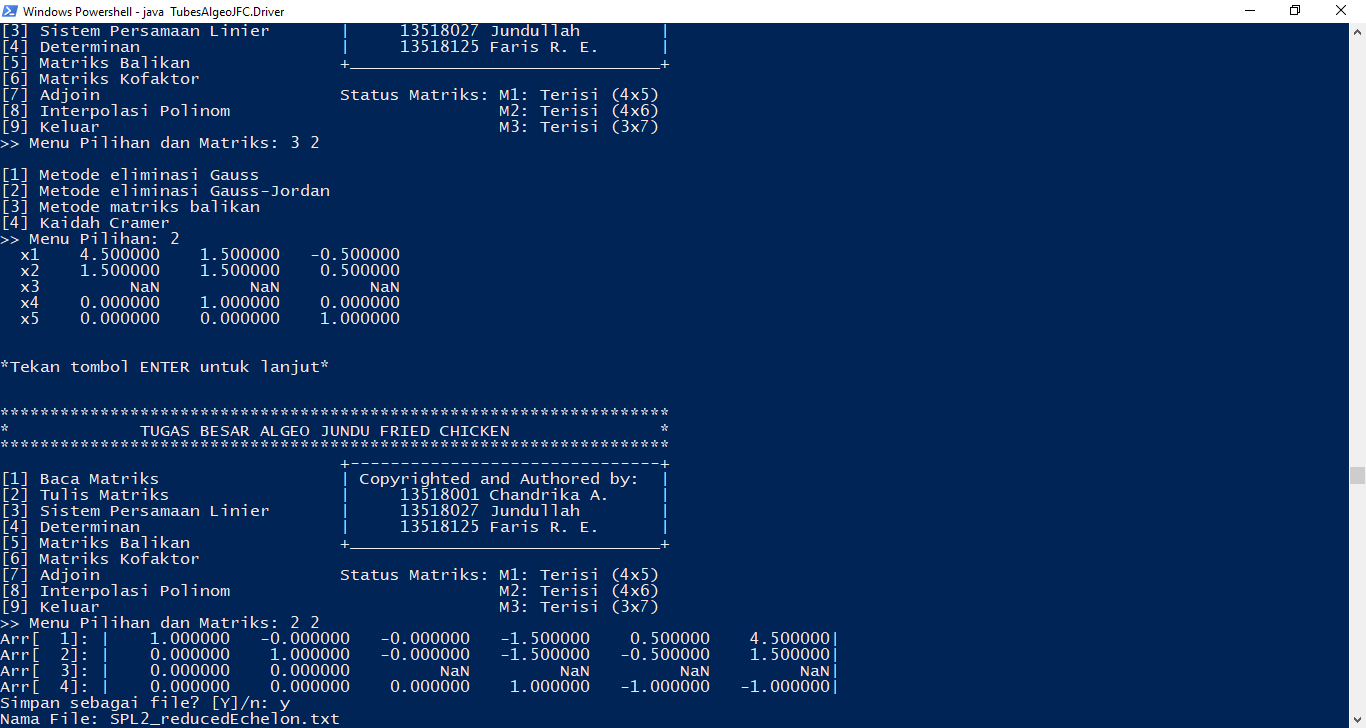 Windows Powershell - java  TubesAlgeoJFC.Driver
[3] Sistem Persamaan Linier       |     13518027 Jundullah        |
[4] Determinan                    |     13518125 Faris R. E.      |
[5] Matriks Balikan               +_______________________________+
[6] Matriks Kofaktor
[7] Adjoin                        Status Matriks: M1: Terisi (4x5)
[8] Interpolasi Polinom                           M2: Terisi (4x6)
[9] Keluar                                        M3: Terisi (3x7)
>> Menu Pilihan dan Matriks: 3 2
[1] Metode eliminasi Gauss
[2] Metode eliminasi Gauss-Jordan
[3] Metode matriks balikan
[4] Kaidah Cramer
>> Menu Pilihan: 2
  x1    4.500000    1.500000   -0.500000
  x2    1.500000    1.500000    0.500000
  x3         NaN         NaN         NaN
  x4    0.000000    1.000000    0.000000
  x5    0.000000    0.000000    1.000000
*Tekan tombol ENTER untuk lanjut*
*******************************************************************
*             TUGAS BESAR ALGEO JUNDU FRIED CHICKEN               *
*******************************************************************
                                  +-------------------------------+
[1] Baca Matriks                  | Copyrighted and Authored by:  |
[2] Tulis Matriks                 |     13518001 Chandrika A.     |
[3] Sistem Persamaan Linier       |     13518027 Jundullah        |
[4] Determinan                    |     13518125 Faris R. E.      |
[5] Matriks Balikan               +_______________________________+
[6] Matriks Kofaktor
[7] Adjoin                        Status Matriks: M1: Terisi (4x5)
[8] Interpolasi Polinom                           M2: Terisi (4x6)
[9] Keluar                                        M3: Terisi (3x7)
>> Menu Pilihan dan Matriks: 2 2
Arr[  1]: |    1.000000   -0.000000   -0.000000   -1.500000    0.500000    4.500000|
Arr[  2]: |    0.000000    1.000000   -0.000000   -1.500000   -0.500000    1.500000|
Arr[  3]: |    0.000000    0.000000         NaN         NaN         NaN         NaN|
Arr[  4]: |    0.000000    0.000000    0.000000    1.000000   -1.000000   -1.000000|
Simpan sebagai file? [Y]/n: y
Nama File: SPL2_reducedEchelon.txt